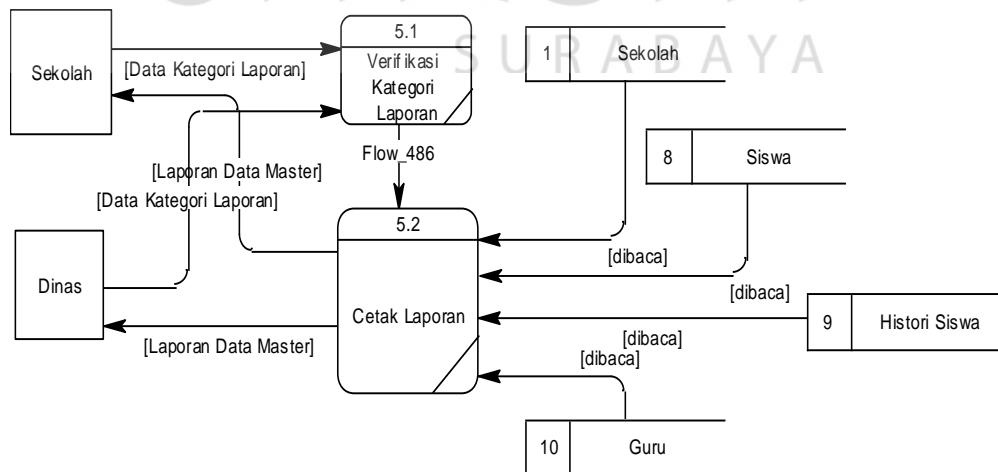 SURABAYA
Sekolah
[Data Kategori Laporan]
5.1
Verifikasi
Kategori
Laporan
1
Sekolah
Flow_486
8
Siswa
[Laporan Data Master]
[Data Kategori Laporan]
5.2
[dibaca]
Dinas
Cetak Laporan
[dibaca]
9
Histori Siswa
[Laporan Data Master]
[dibaca]
[dibaca]
10
Guru